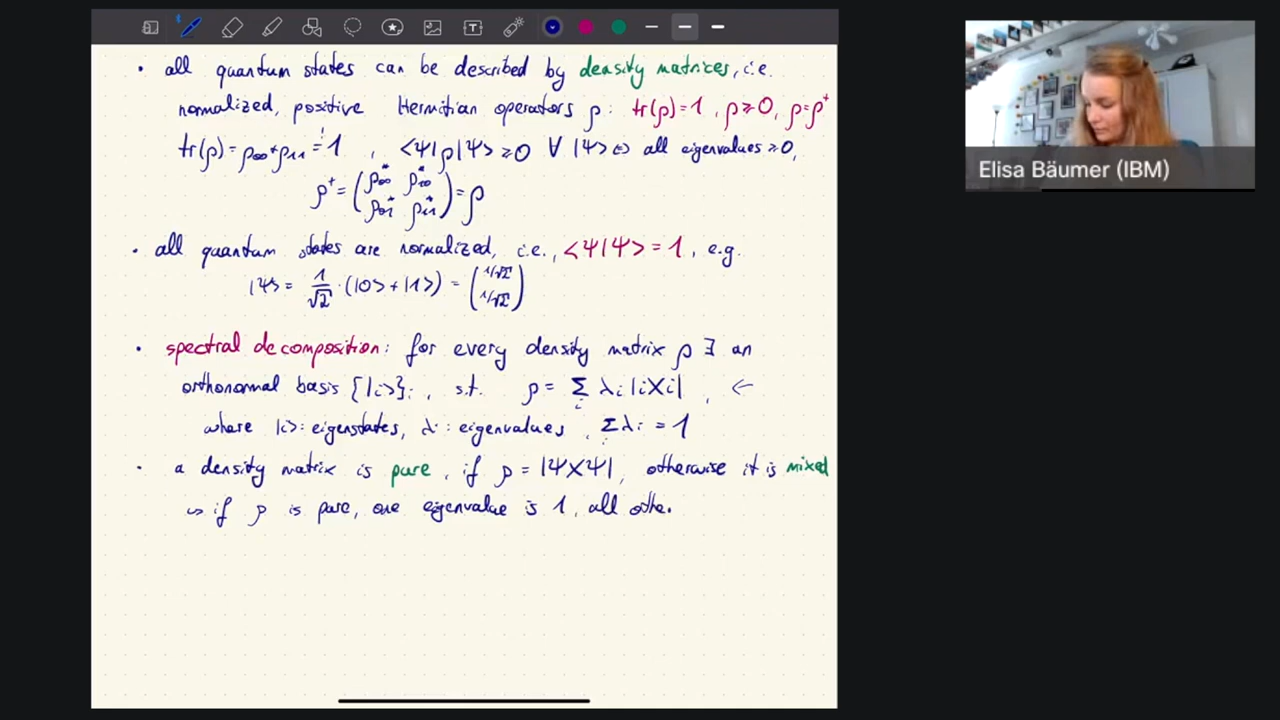 • all quantum states can be described by density matrices, i.e.
normalized, positive Hermitian operators ρ: tr(ρ)=1, ρ≥0, ρ=ρ†
tr(ρ)=ρ₀₀+ρ₁₁ =! 1 , <Ψ|ρ|Ψ> ≥0 ∀ |Ψ> ⇔ all eigenvalues ≥0,
ρ† = (ρ₀₀* ρ₁₀* ρ₀₁* ρ₁₁*) = ρ
• all quantum states are normalized, i.e., <Ψ|Ψ> = 1, e.g.
|Ψ> = 1/√2 · (|0> + |1>) = (1/√2 1/√2)
• spectral decomposition: for every density matrix ρ ∃ an
orthonormal basis {|i>}ᵢ , s.t. ρ = Σᵢ λᵢ |i><i| , ←
where |i>: eigenstates, λᵢ: eigenvalues , Σᵢ λᵢ = 1
• a density matrix is pure, if ρ = |Ψ><Ψ|, otherwise it is mixed
↪ if ρ is pure, one eigenvalue is 1, all othe
Elisa Bäumer (IBM)